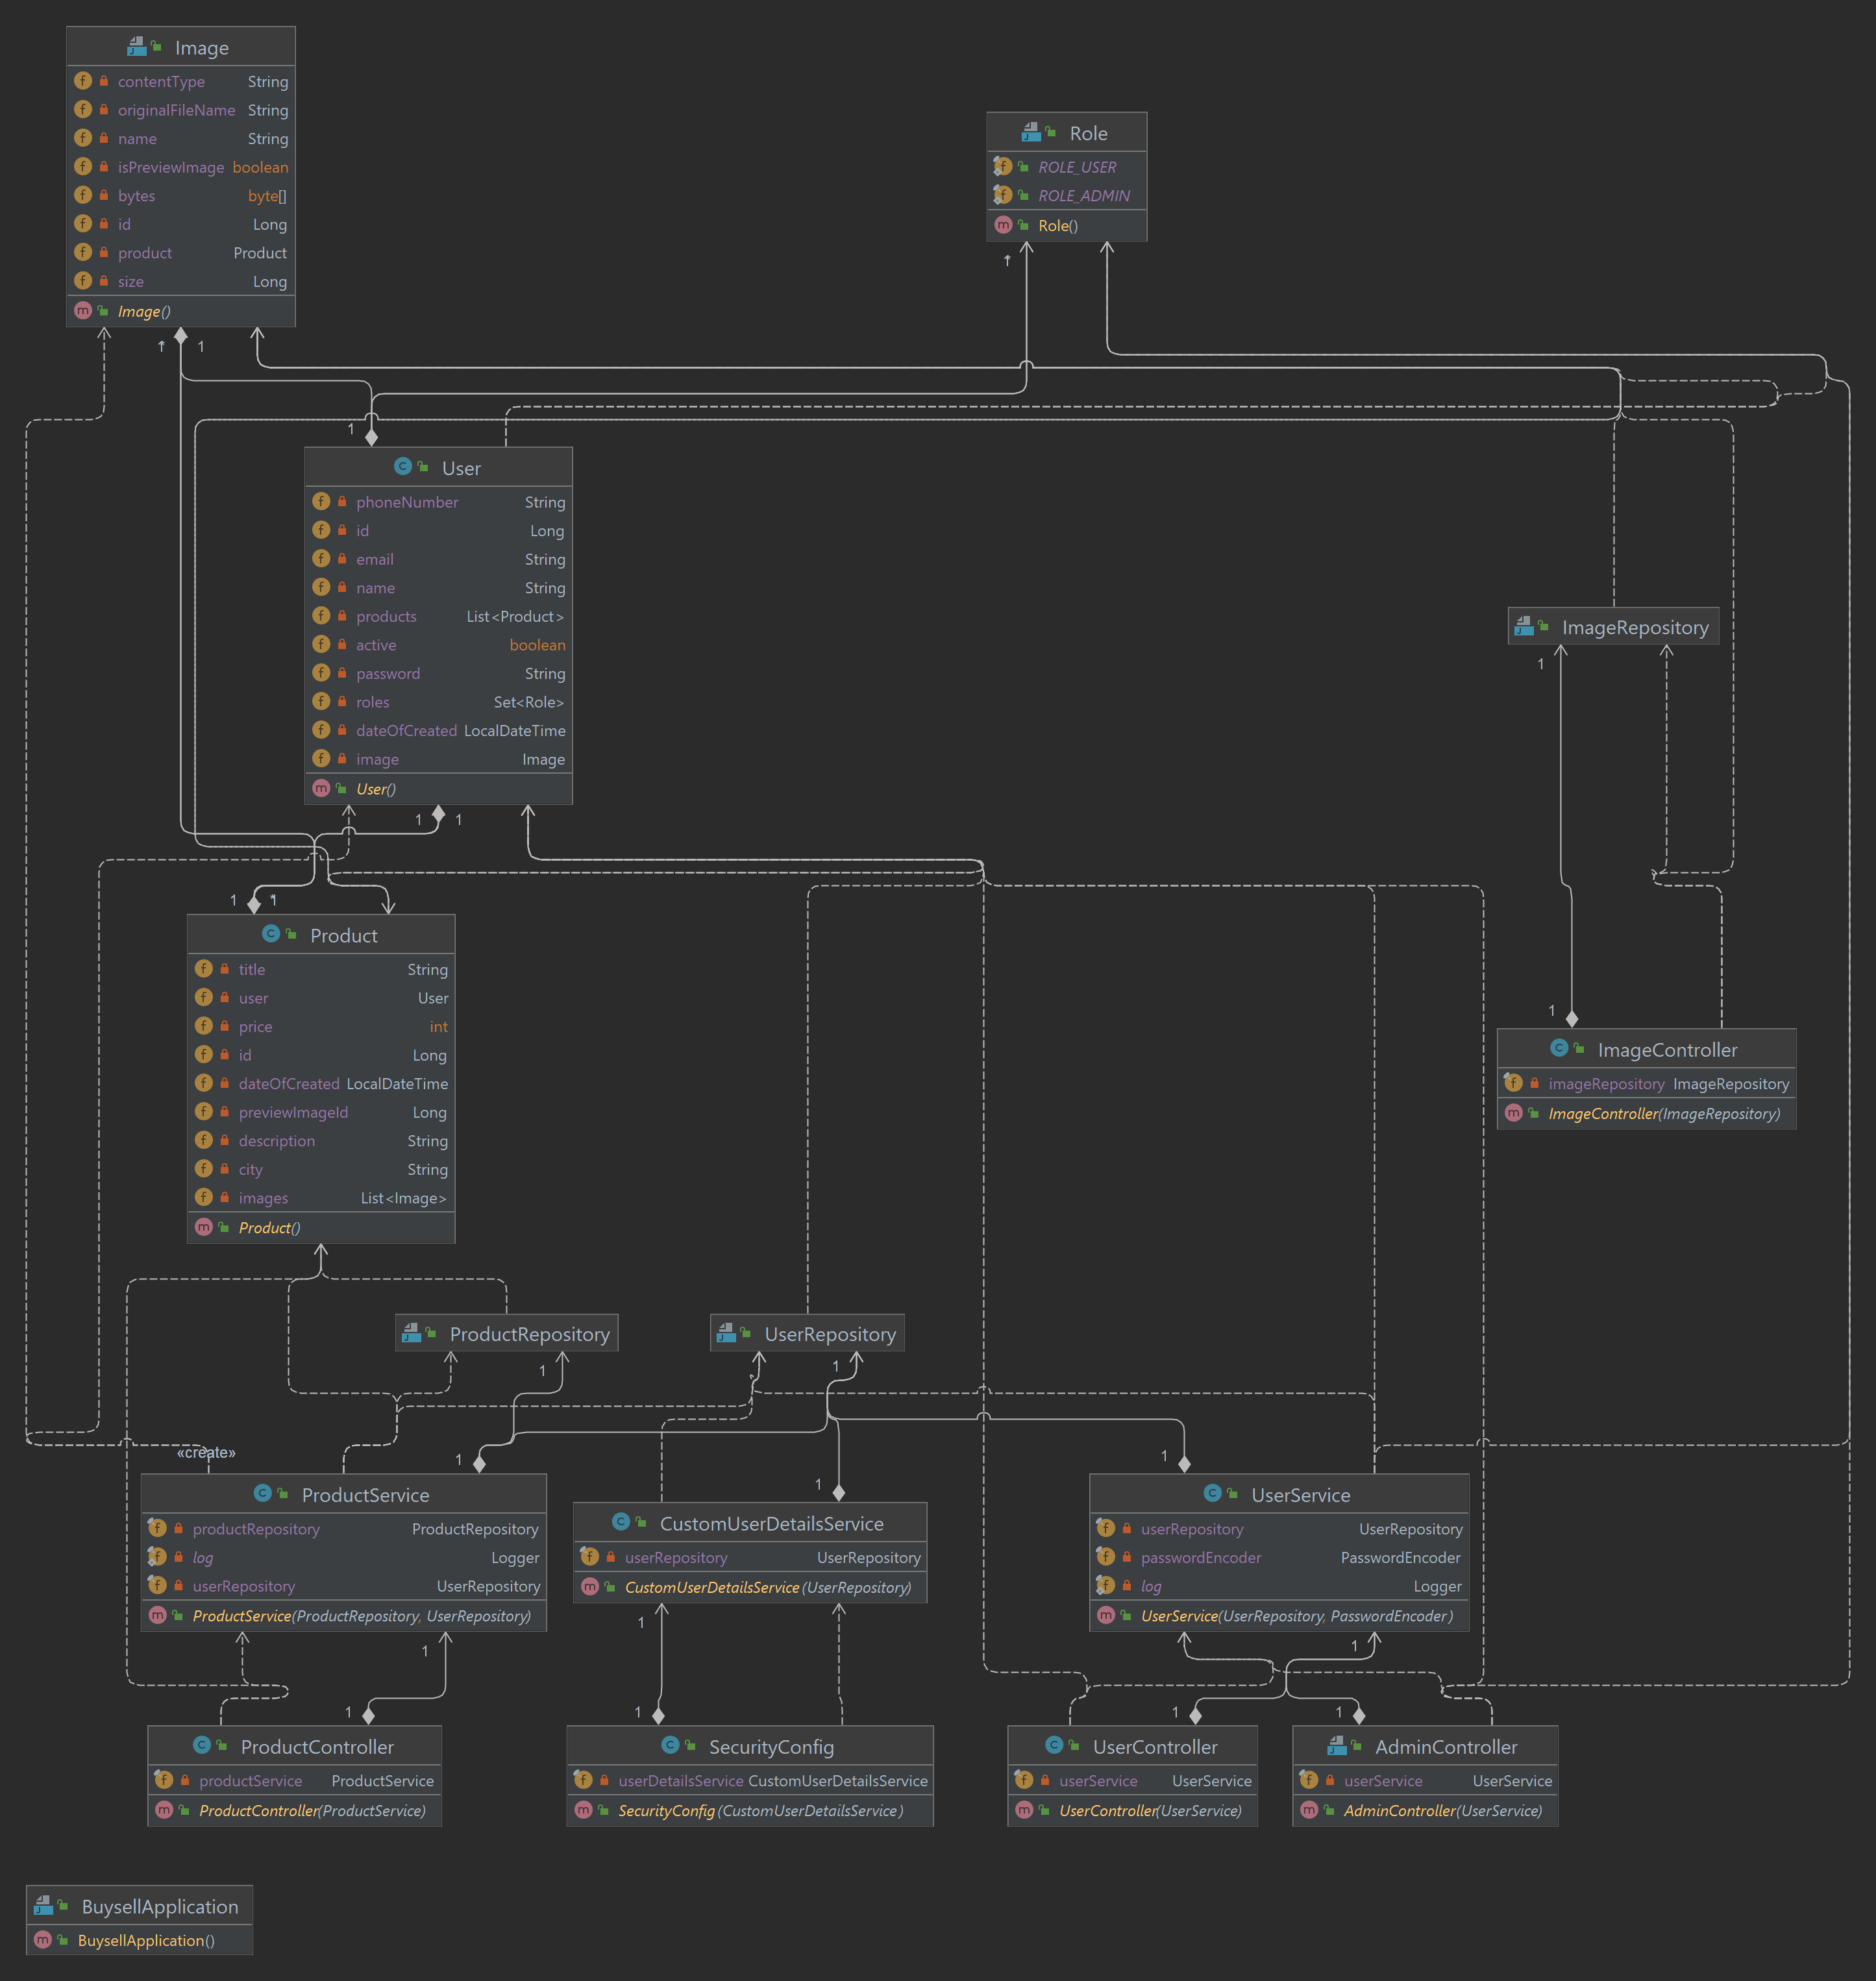 Image
contentType String
originalFileName String
name String
isPreviewImage boolean
bytes byte[]
id Long
product Product
size Long
Image()
* 1
Role
ROLE_USER
ROLE_ADMIN
Role()
*
1
User
phoneNumber String
id Long
email String
name String
products List<Product>
active boolean
password String
roles Set<Role>
dateOfCreated LocalDateTime
image Image
User()
1 1
ImageRepository
1
1 *
Product
title String
user User
price int
id Long
dateOfCreated LocalDateTime
previewImageId Long
description String
city String
images List<Image>
Product()
1
ImageController
imageRepository ImageRepository
ImageController(ImageRepository)
ProductRepository
1
UserRepository
1
«create»
1
ProductService
productRepository ProductRepository
log Logger
userRepository UserRepository
ProductService(ProductRepository, UserRepository)
1
1
CustomUserDetailsService
userRepository UserRepository
CustomUserDetailsService(UserRepository)
1
1
UserService
userRepository UserRepository
passwordEncoder PasswordEncoder
log Logger
UserService(UserRepository, PasswordEncoder)
1
1
ProductController
productService ProductService
ProductController(ProductService)
1
SecurityConfig
userDetailsService CustomUserDetailsService
SecurityConfig(CustomUserDetailsService)
1
UserController
userService UserService
UserController(UserService)
1
AdminController
userService UserService
AdminController(UserService)
BuysellApplication
BuysellApplication()